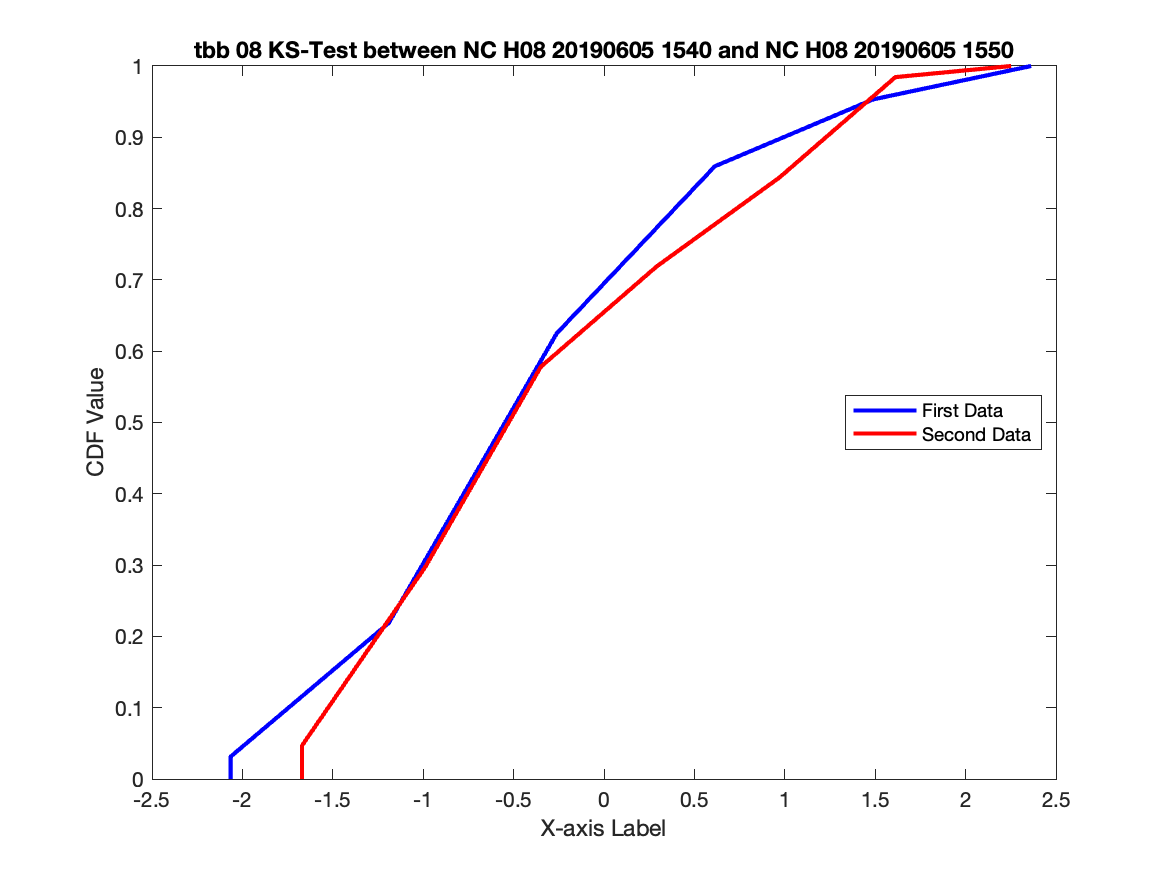 tbb 08 KS-Test between NC H08 20190605 1540 and NC H08 20190605 1550
1
0.9
0.8
0.7
0.6
0.5
0.4
0.3
0.2
0.1
0
CDF Value
First Data
Second Data
-2.5 -2 -1.5 -1 -0.5 0 0.5 1 1.5 2 2.5
X-axis Label